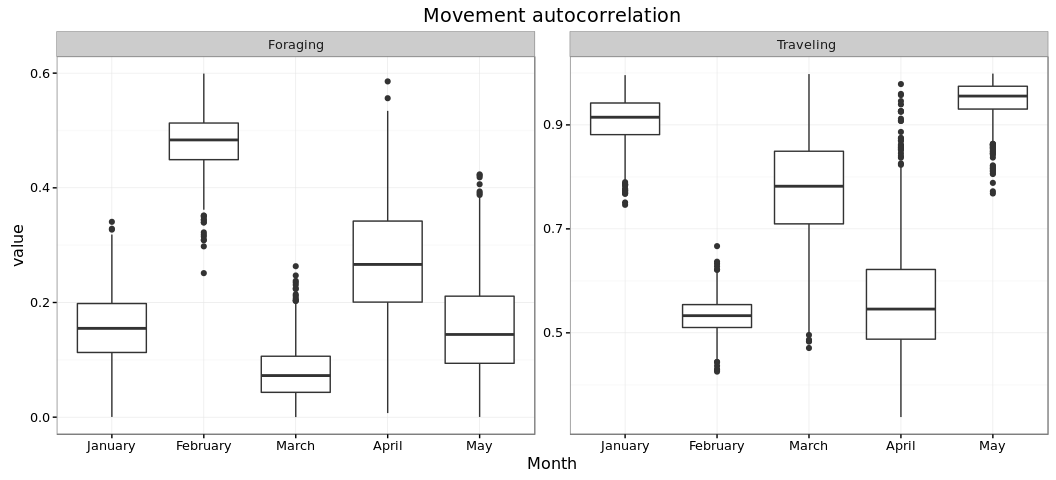 Movement autocorrelation
Foraging
Traveling
value
0.6
0.4
0.2
0.0
0.9
0.7
0.5
January February March April May
January February March April May
Month